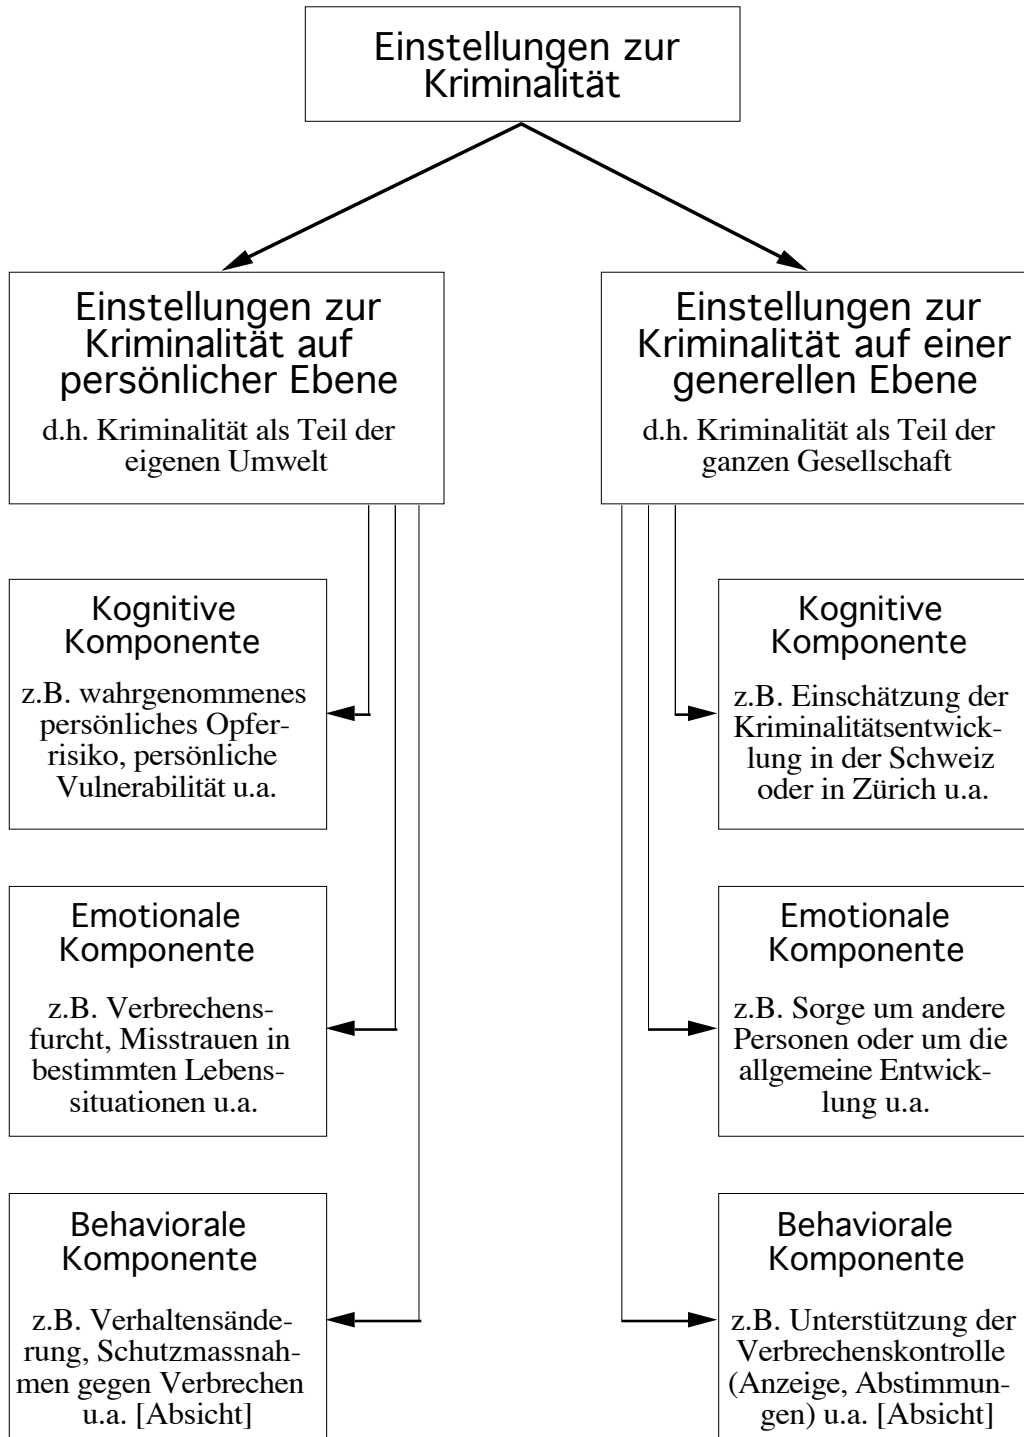 Einstellungen zur
Kriminalität
Einstellungen zur
Kriminalität auf
persönlicher Ebene
d.h. Kriminalität als Teil der
eigenen Umwelt
Einstellungen zur
Kriminalität auf einer
generellen Ebene
d.h. Kriminalität als Teil der
ganzen Gesellschaft
Kognitive
Komponente
z.B. wahrgenommenes
persönliches Opfer-
risiko, persönliche
Vulnerabilität u.a.
Kognitive
Komponente
z.B. Einschätzung der
Kriminalitätsentwick-
lung in der Schweiz
oder in Zürich u.a.
Emotionale
Komponente
z.B. Verbrechens-
furcht, Misstrauen in
bestimmten Lebens-
situationen u.a.
Emotionale
Komponente
z.B. Sorge um andere
Personen oder um die
allgemeine Entwick-
lung u.a.
Behaviorale
Komponente
z.B. Verhaltensände-
rung, Schutzmassnah-
men gegen Verbrechen
u.a. [Absicht]
Behaviorale
Komponente
z.B. Unterstützung der
Verbrechenskontrolle
(Anzeige, Abstimmun-
gen) u.a. [Absicht]